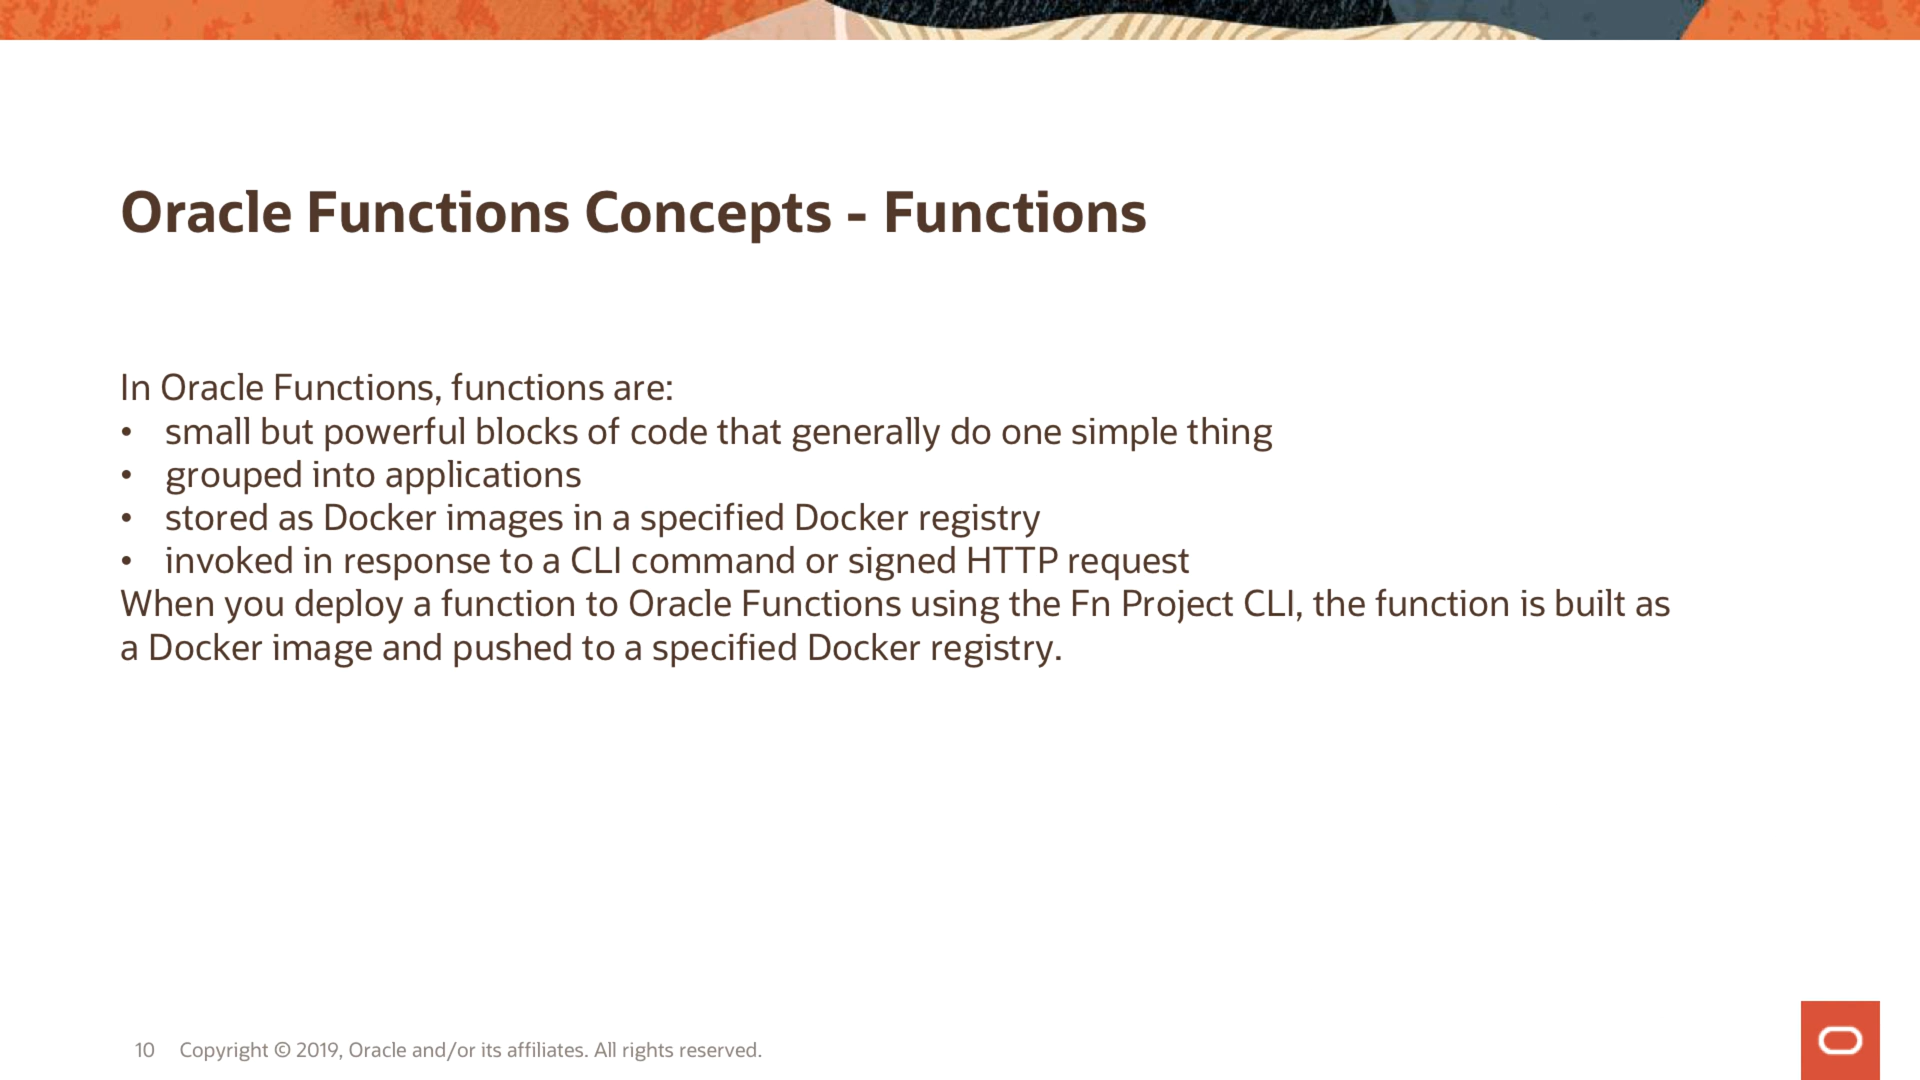 Oracle Functions Concepts - Functions
In Oracle Functions, functions are:
• small but powerful blocks of code that generally do one simple thing
• grouped into applications
• stored as Docker images in a specified Docker registry
• invoked in response to a CLI command or signed HTTP request
When you deploy a function to Oracle Functions using the Fn Project CLI, the function is built as
a Docker image and pushed to a specified Docker registry.
10 Copyright © 2019, Oracle and/or its affiliates. All rights reserved.